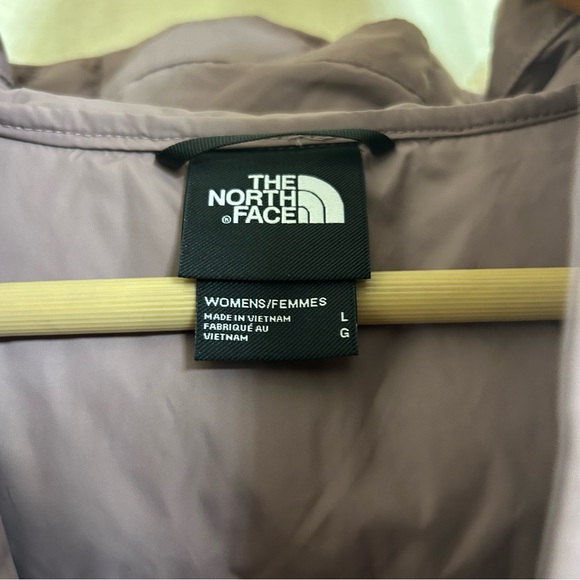 THE
NORTH
® FACE
WOMENS/FEMMES
MADE IN VIETNAM L
FABRIQUÉ AU G
VIETNAM